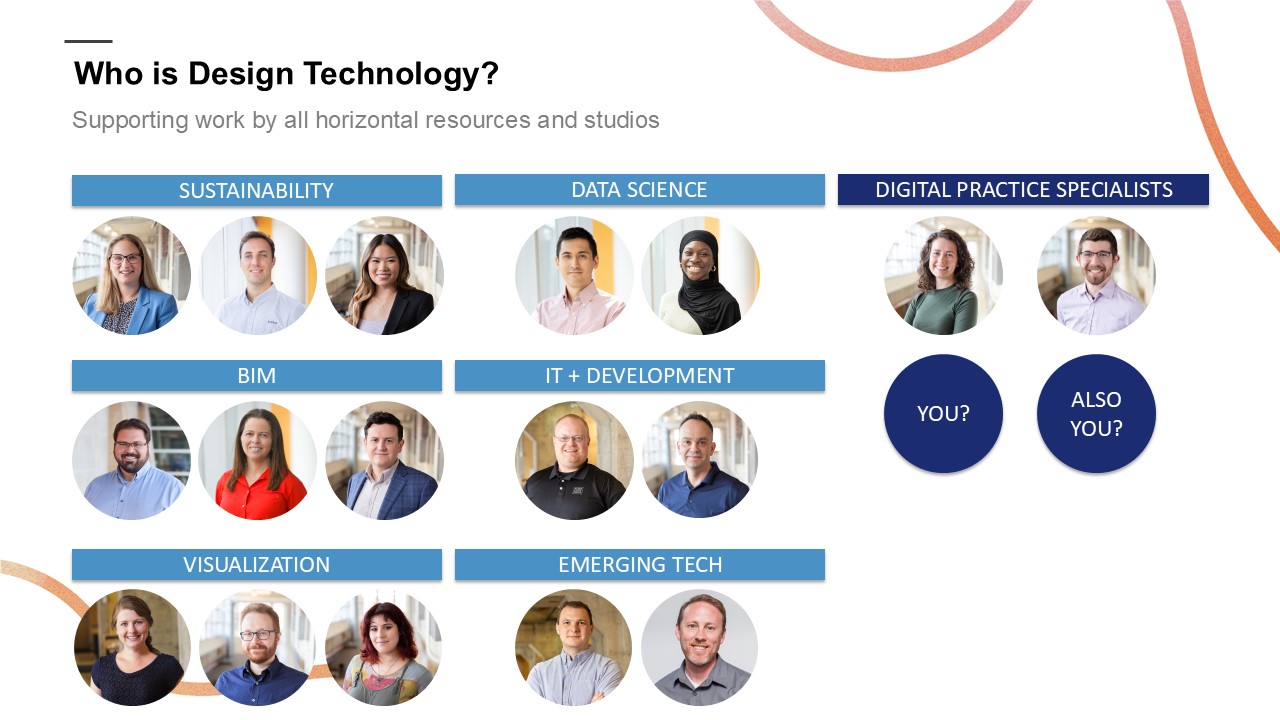 Who is Design Technology?
Supporting work by all horizontal resources and studios
SUSTAINABILITY
DATA SCIENCE
DIGITAL PRACTICE SPECIALISTS
BIM
IT + DEVELOPMENT
YOU?
ALSO
YOU?
VISUALIZATION
EMERGING TECH